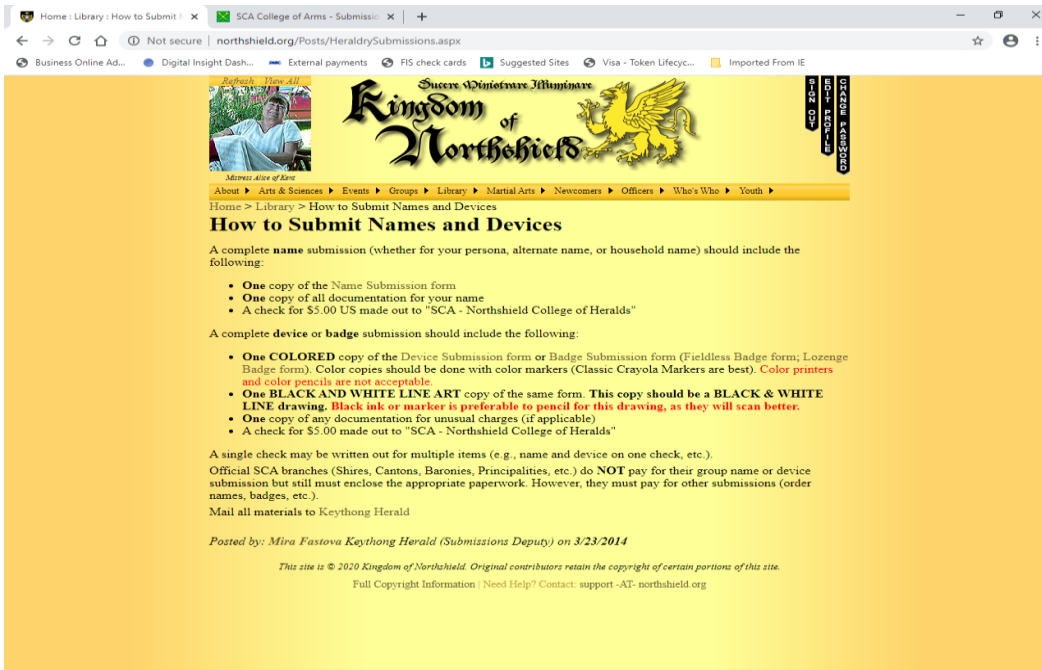 Home : Library : How to Submit N
SCA College of Arms - Submissio
Not secure | northshield.org/Posts/HeraldrySubmissions.aspx
Business Online Ad... Digital Insight Dash... External payments FIS check cards Suggested Sites Visa - Token Lifecyc... Imported From IE
Refresh View All
Mistress Alice of Kent
Ducere Ministrare Illuminare
Kingdom
of
Northshield
SIGN OUT
EDIT PROFILE
CHANGE PASSWORD
About Arts & Sciences Events Groups Library Martial Arts Newcomers Officers Who's Who Youth
Home > Library > How to Submit Names and Devices
How to Submit Names and Devices
A complete name submission (whether for your persona, alternate name, or household name) should include the
following:
• One copy of the Name Submission form
• One copy of all documentation for your name
• A check for $5.00 US made out to "SCA - Northshield College of Heralds"
A complete device or badge submission should include the following:
• One COLORED copy of the Device Submission form or Badge Submission form (Fieldless Badge form; Lozenge
Badge form). Color copies should be done with color markers (Classic Crayola Markers are best). Color printers
and color pencils are not acceptable.
• One BLACK AND WHITE LINE ART copy of the same form. This copy should be a BLACK & WHITE
LINE drawing. Black ink or marker is preferable to pencil for this drawing, as they will scan better.
• One copy of any documentation for unusual charges (if applicable)
• A check for $5.00 made out to "SCA - Northshield College of Heralds"
A single check may be written out for multiple items (e.g., name and device on one check, etc.).
Official SCA branches (Shires, Cantons, Baronies, Principalities, etc.) do NOT pay for their group name or device
submission but still must enclose the appropriate paperwork. However, they must pay for other submissions (order
names, badges, etc.).
Mail all materials to Keythong Herald
Posted by: Mira Fastova Keythong Herald (Submissions Deputy) on 3/23/2014
This site is © 2020 Kingdom of Northshield. Original contributors retain the copyright of certain portions of this site.
Full Copyright Information | Need Help? Contact: support -AT- northshield.org